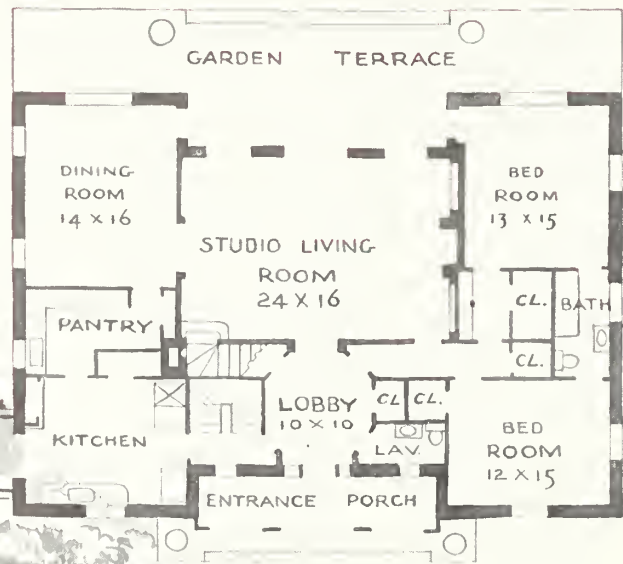 GARDEN TERRACE
DINING
ROOM
14 X 16
BED
ROOM
13 X 15
STUDIO LIVING
ROOM
24 X 16
CL.
BATH
PANTRY
CL.
LOBBY
10 X 10
CL
CL.
KITCHEN
LAV.
BED
ROOM
12 X 15
ENTRANCE PORCH